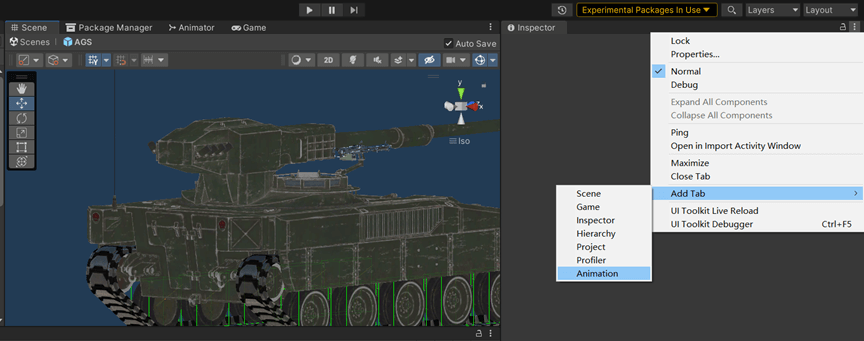 Experimental Packages In Use
Layers
Layout
Scene
Package Manager
Animator
Game
Inspector
Scenes
AGS
Auto Save
2D
y
x
Iso
Lock
Properties...
Normal
Debug
Expand All Components
Collapse All Components
Ping
Open in Import Activity Window
Maximize
Close Tab
Add Tab
UI Toolkit Live Reload
UI Toolkit Debugger Ctrl+F5
Scene
Game
Inspector
Hierarchy
Project
Profiler
Animation